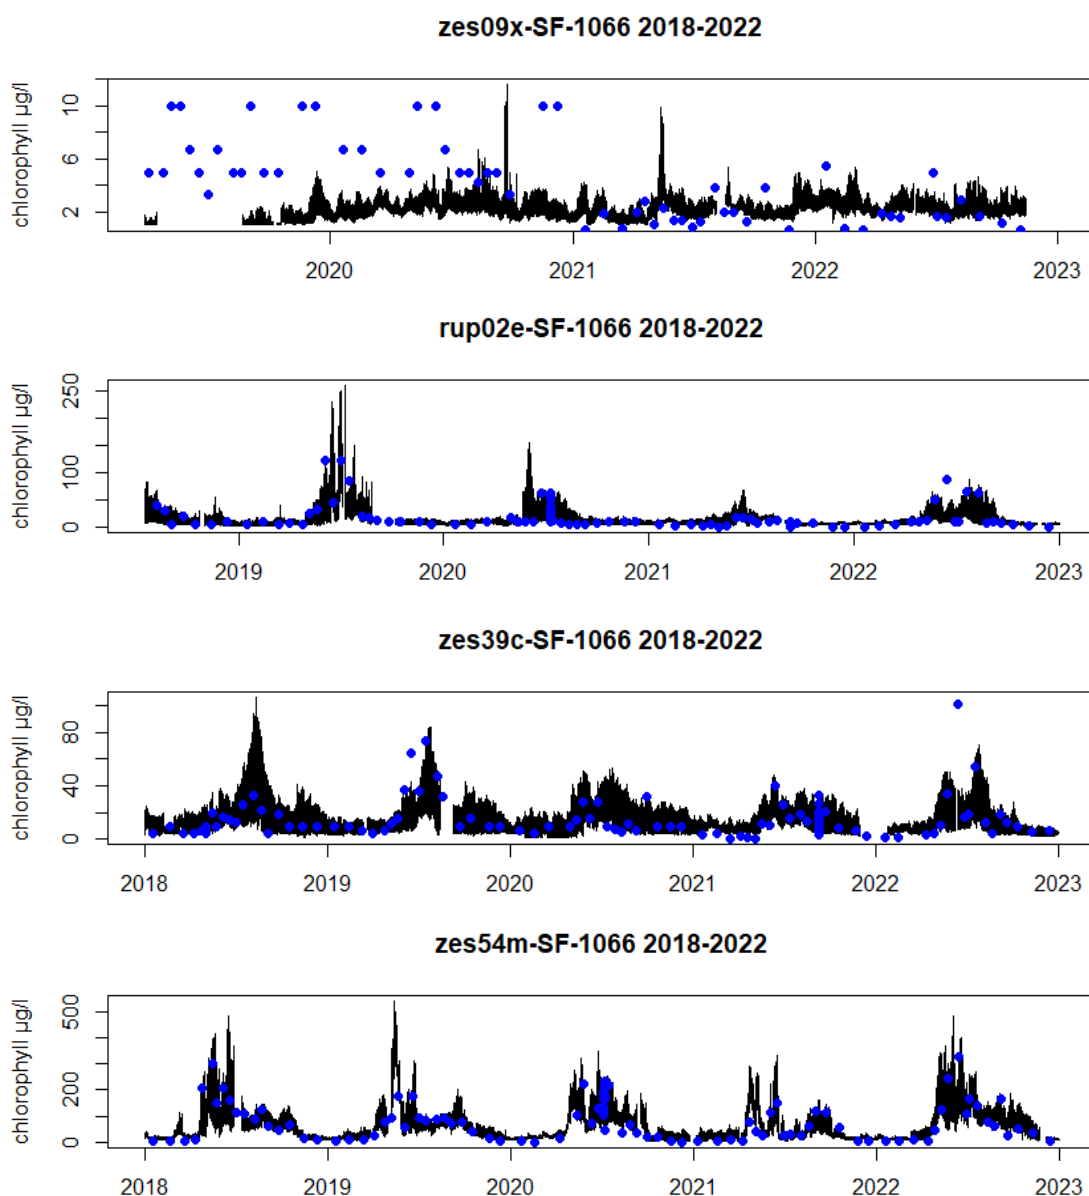 zes09x-SF-1066 2018-2022
chlorophyll µg/l
10
6
2
2020 2021 2022 2023
rup02e-SF-1066 2018-2022
chlorophyll µg/l
250
100
0
2019 2020 2021 2022 2023
zes39c-SF-1066 2018-2022
chlorophyll µg/l
80
40
0
2018 2019 2020 2021 2022 2023
zes54m-SF-1066 2018-2022
chlorophyll µg/l
500
200
0
2018 2019 2020 2021 2022 2023